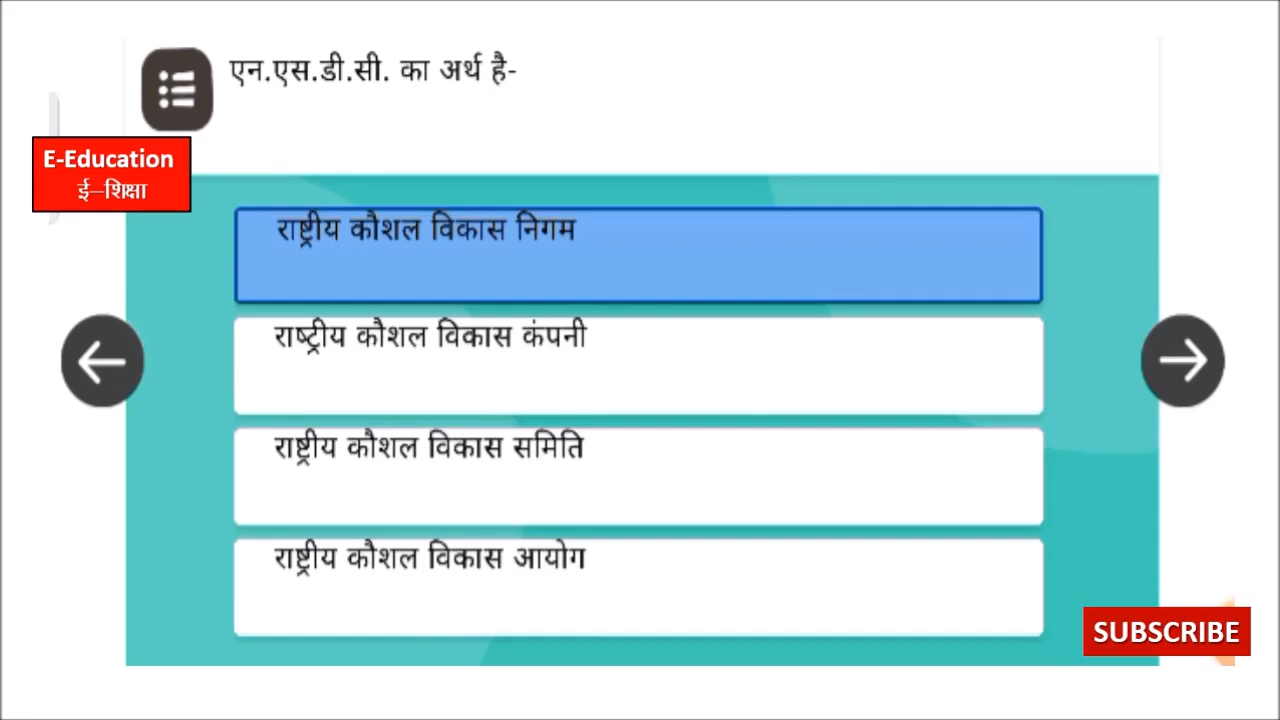 एन.एस.डी.सी. का अर्थ है-
E-Education
ई–शिक्षा
राष्ट्रीय कौशल विकास निगम
राष्ट्रीय कौशल विकास कंपनी
राष्ट्रीय कौशल विकास समिति
राष्ट्रीय कौशल विकास आयोग
SUBSCRIBE